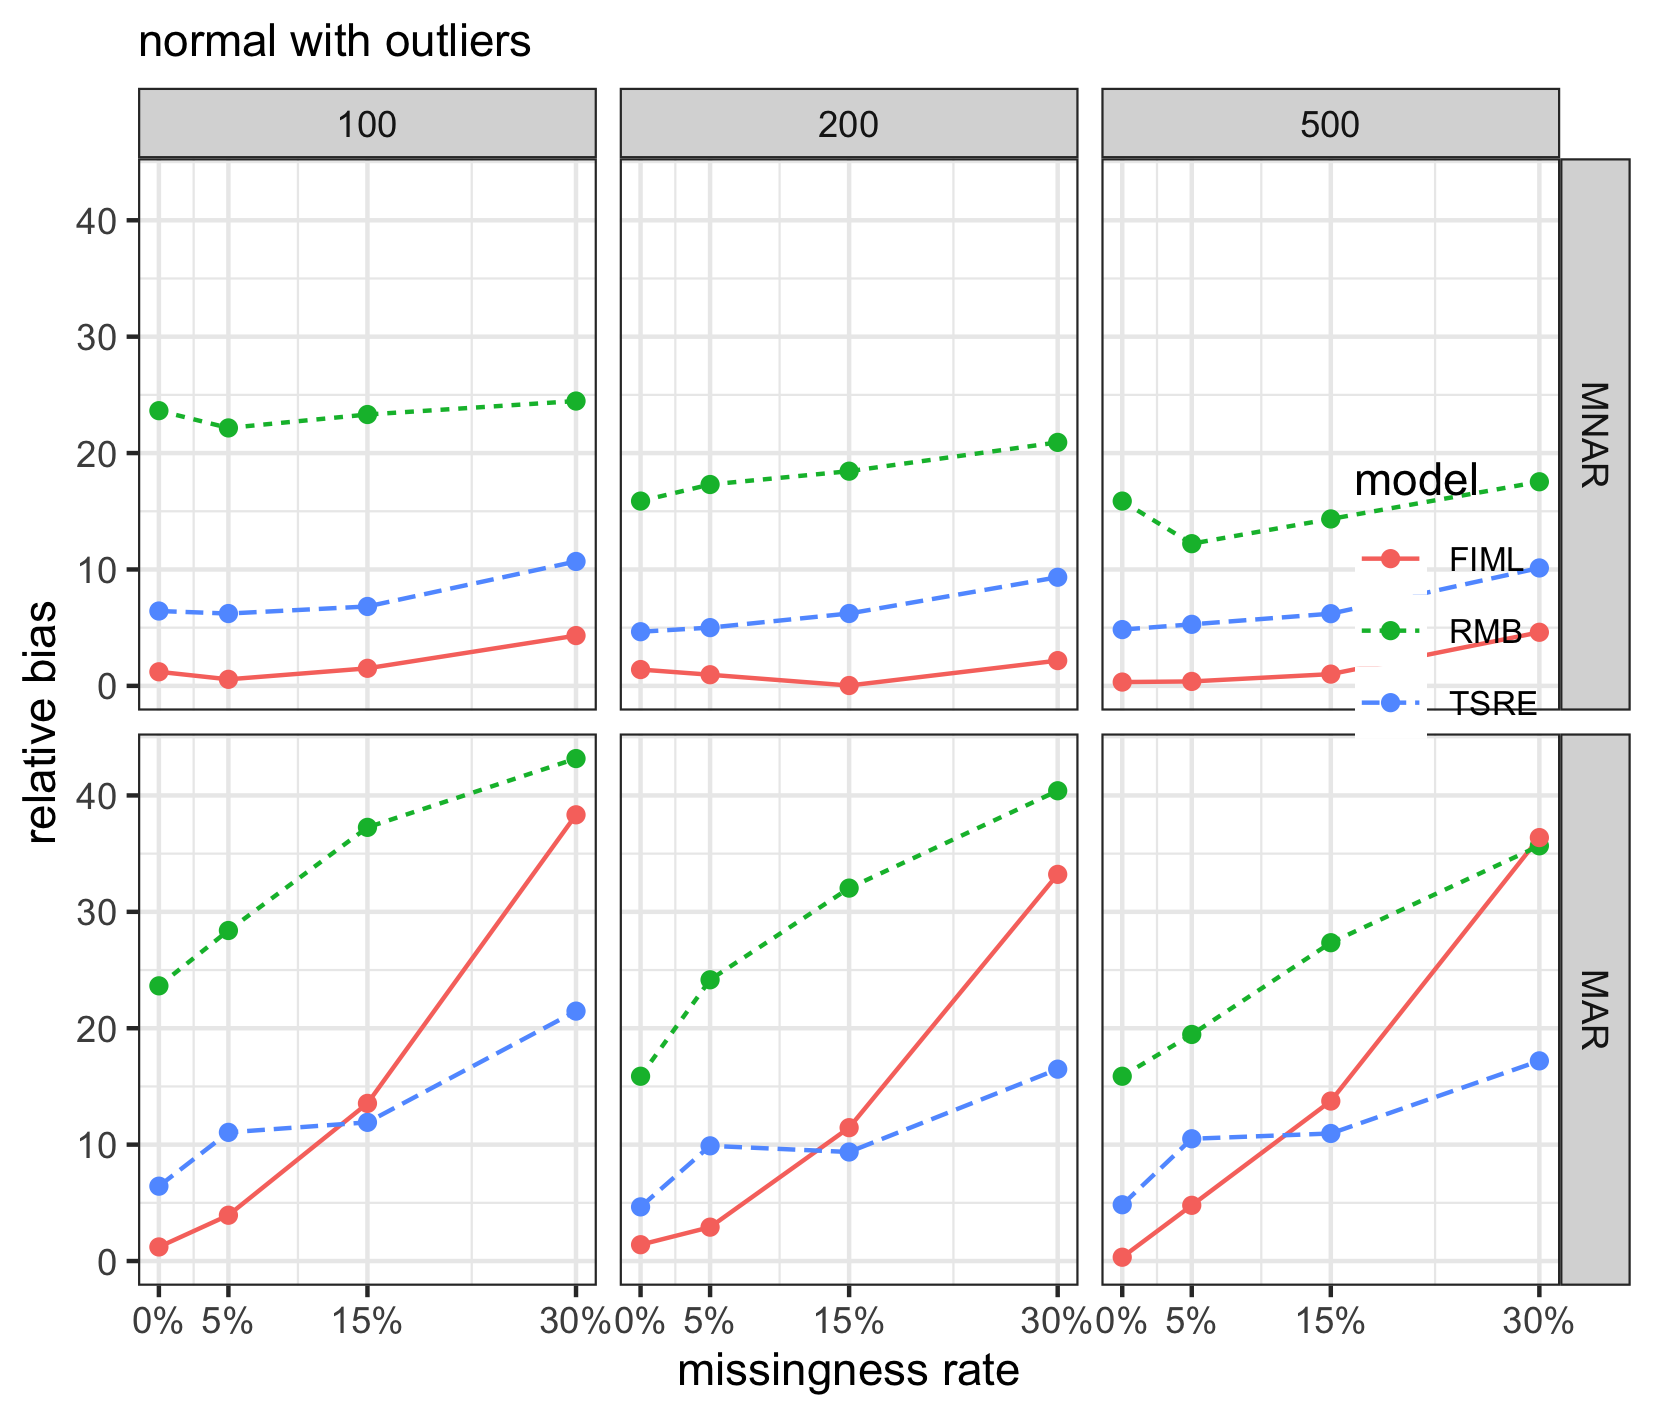 normal with outliers
100 200 500
40
30
20
10
0
MNAR
model
FIML
RMB
TSRE
relative bias
40
30
20
10
0
MAR
0% 5% 15% 30% 0% 5% 15% 30% 0% 5% 15% 30%
missingness rate